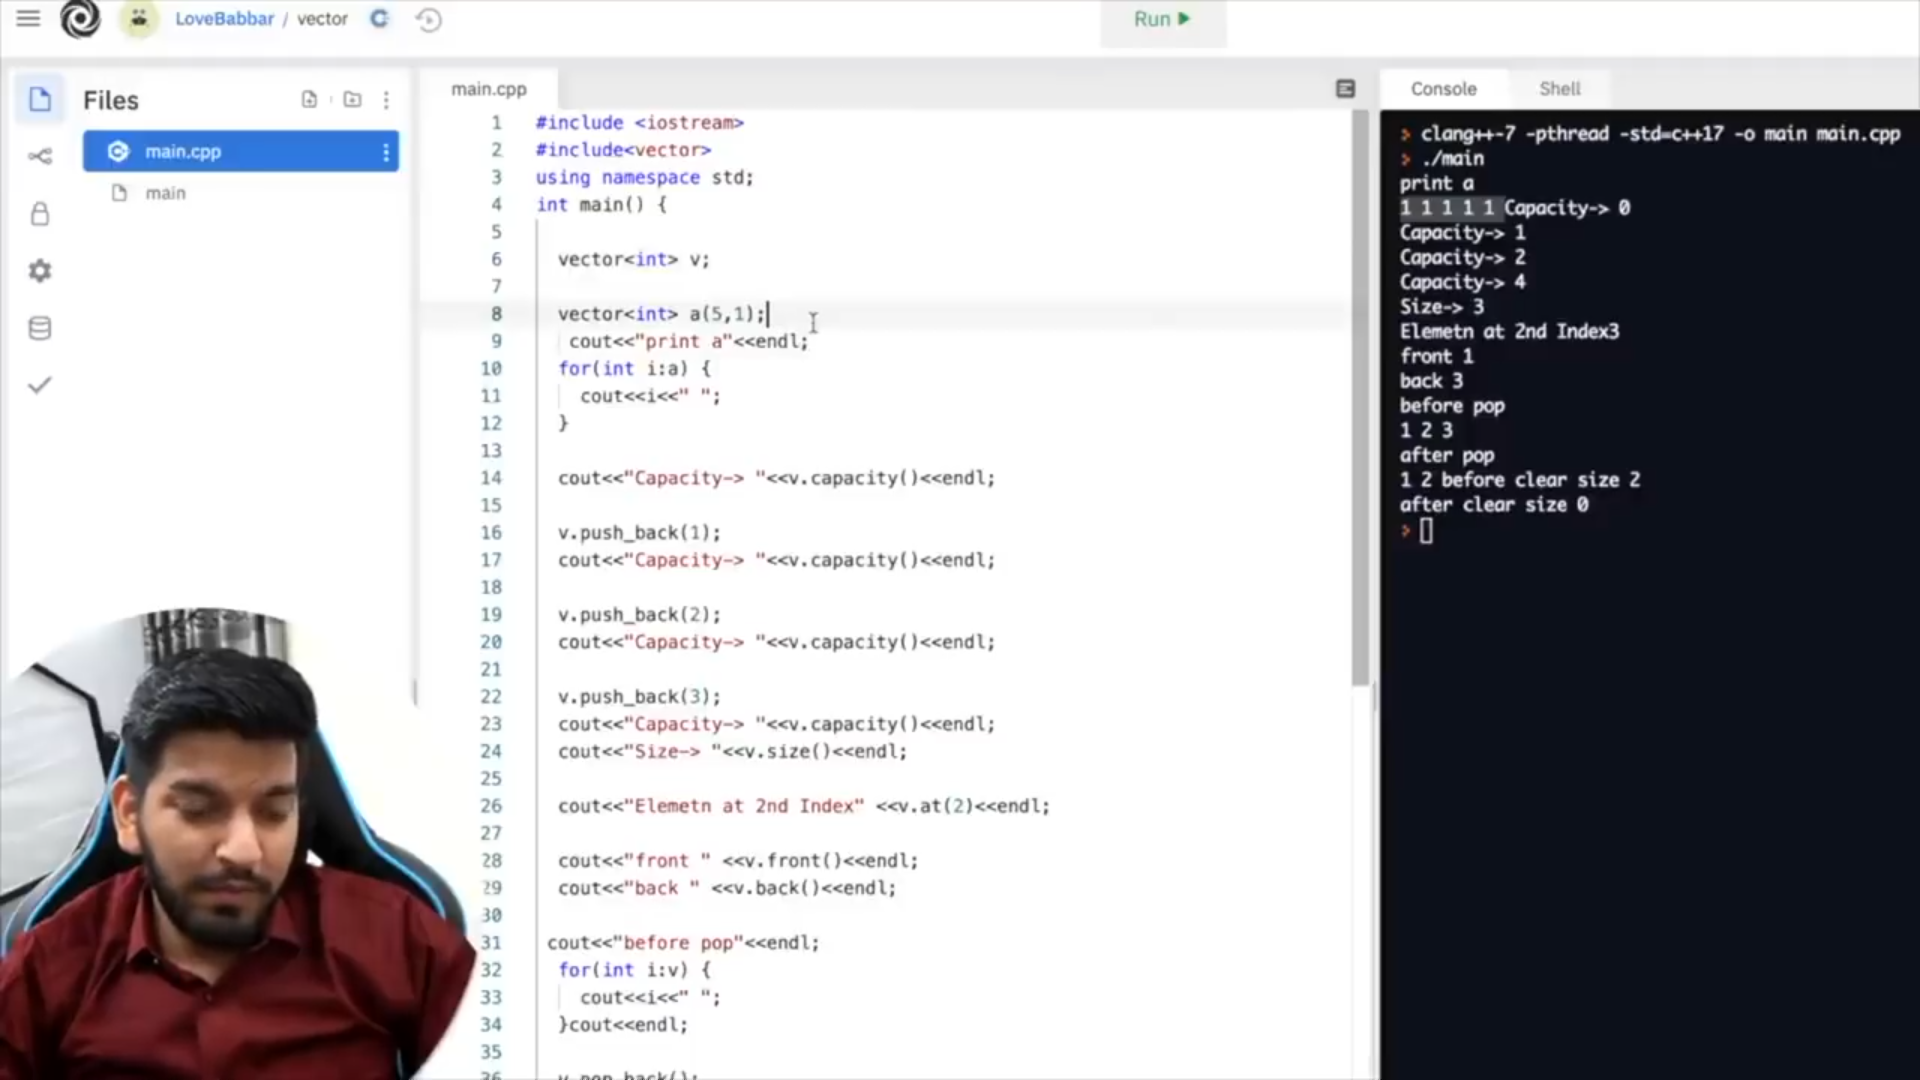 LoveBabbar / vector
Run
Files
main.cpp
main
main.cpp
1 #include <iostream>
2 #include<vector>
3 using namespace std;
4 int main() {
5
6 vector<int> v;
7
8 vector<int> a(5,1);
9 cout<<"print a"<<endl;
10 for(int i:a) {
11 cout<<i<<" ";
12 }
13
14 cout<<"Capacity-> "<<v.capacity()<<endl;
15
16 v.push_back(1);
17 cout<<"Capacity-> "<<v.capacity()<<endl;
18
19 v.push_back(2);
20 cout<<"Capacity-> "<<v.capacity()<<endl;
21
22 v.push_back(3);
23 cout<<"Capacity-> "<<v.capacity()<<endl;
24 cout<<"Size-> "<<v.size()<<endl;
25
26 cout<<"Elemetn at 2nd Index" <<v.at(2)<<endl;
27
28 cout<<"front " <<v.front()<<endl;
29 cout<<"back " <<v.back()<<endl;
30
31 cout<<"before pop"<<endl;
32 for(int i:v) {
33 cout<<i<<" ";
34 }cout<<endl;
35
36 v.pop_back();
Console Shell
> clang++-7 -pthread -std=c++17 -o main main.cpp
> ./main
print a
1 1 1 1 1 Capacity-> 0
Capacity-> 1
Capacity-> 2
Capacity-> 4
Size-> 3
Elemetn at 2nd Index3
front 1
back 3
before pop
1 2 3
after pop
1 2 before clear size 2
after clear size 0
>